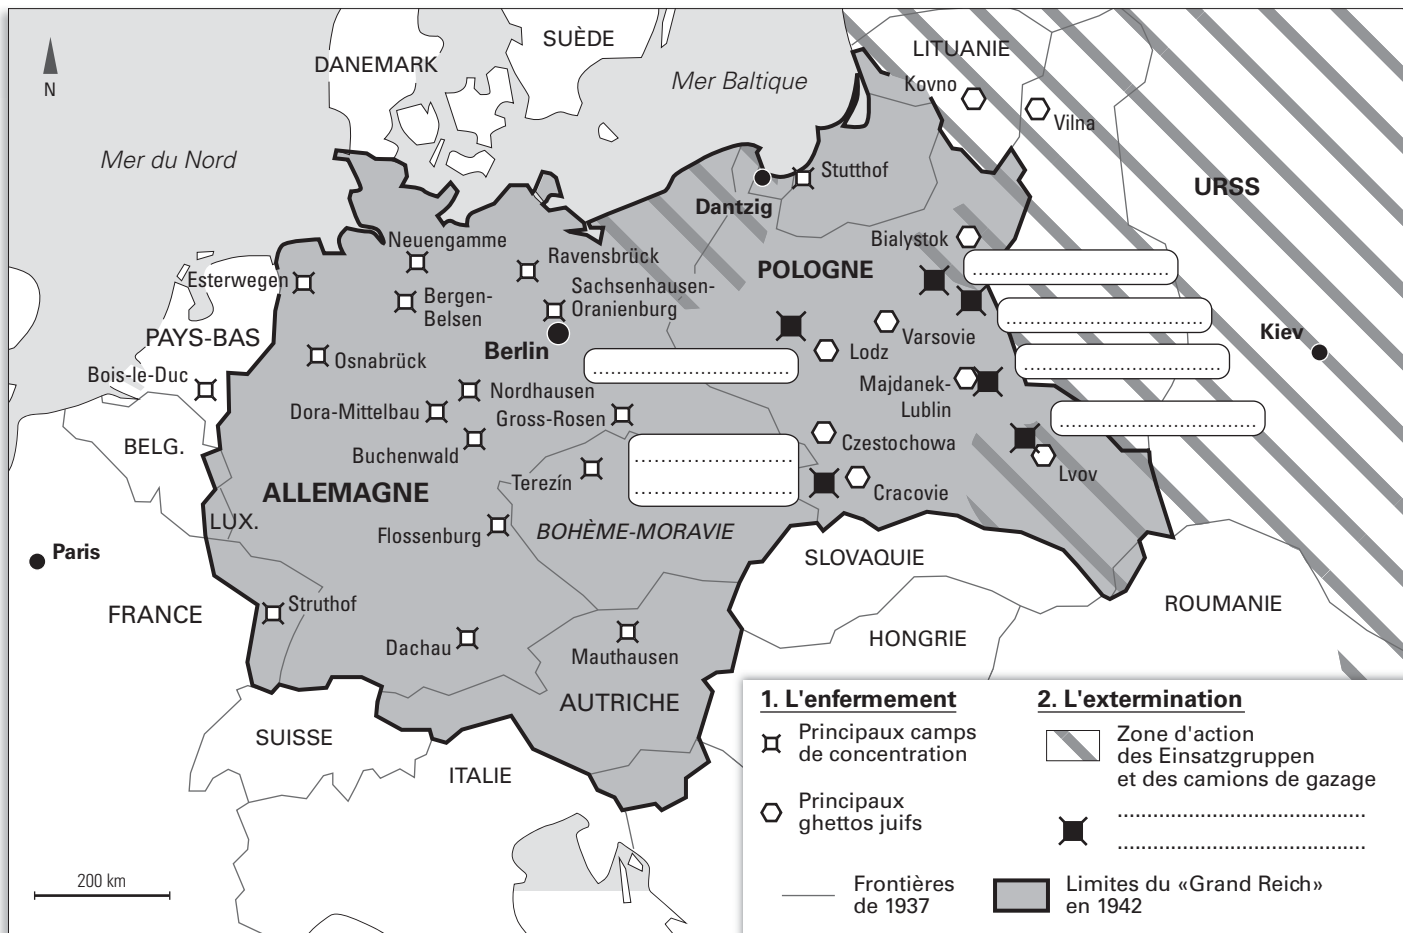 SUÈDE
DANEMARK
N
Mer Baltique
LITUANIE
Kovno
Vilna
Mer du Nord
Stutthof
Dantzig
URSS
Bialystok
Neuengamme
Ravensbrück
POLOGNE
Esterwegen
Bergen-
Belsen
Sachsenhausen-
Oranienburg
PAYS-BAS
Berlin
Varsovie
Kiev
Osnabrück
Lodz
Bois-le-Duc
Nordhausen
Majdanek-
Lublin
Dora-Mittelbau
Gross-Rosen
BELG.
Buchenwald
Czestochowa
Terezín
Lvov
ALLEMAGNE
Cracovie
LUX.
Flossenburg
BOHÈME-MORAVIE
Paris
SLOVAQUIE
Struthof
FRANCE
ROUMANIE
HONGRIE
Dachau
Mauthausen
AUTRICHE
SUISSE
ITALIE
200 km
1. L'enfermement
Principaux camps
de concentration
Principaux
ghettos juifs
Frontières
de 1937
2. L'extermination
Zone d'action
des Einsatzgruppen
et des camions de gazage
Limites du «Grand Reich»
en 1942